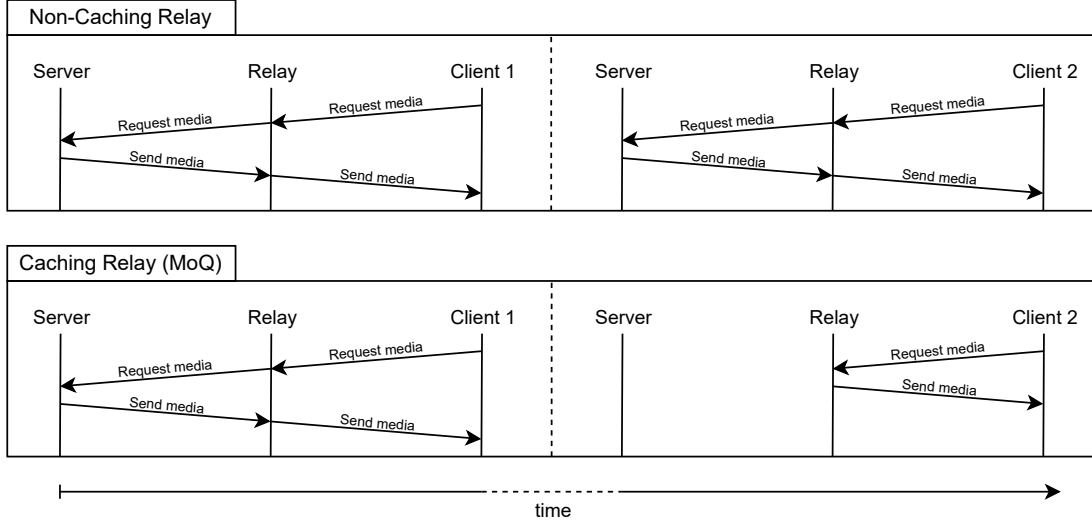 Non-Caching Relay
Server Relay Client 1 Server Relay Client 2
Request media Request media Request media Request media
Send media Send media Send media Send media
Caching Relay (MoQ)
Server Relay Client 1 Server Relay Client 2
Request media Request media Request media
Send media Send media Send media
time